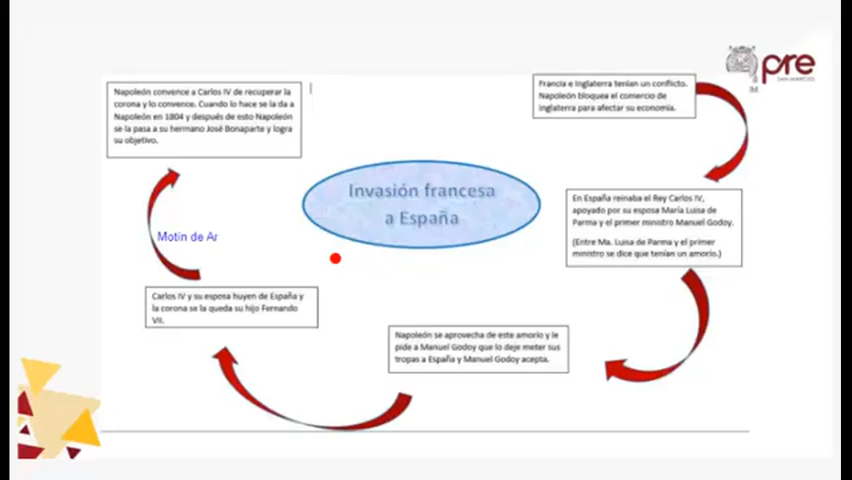 pre
SAN MARCOS
Francia e Inglaterra tenían un conflicto.
Napoleón bloquea el comercio de
Inglaterra para afectar su economía.
IM
En España reinaba el Rey Carlos IV,
apoyado por su esposa María Luisa de
Parma y el primer ministro Manuel Godoy.
(Entre Ma. Luisa de Parma y el primer
ministro se dice que tenían un amorío.)
Napoleón se aprovecha de este amorío y le
pide a Manuel Godoy que lo deje meter sus
tropas a España y Manuel Godoy acepta.
Carlos IV y su esposa huyen de España y
la corona se la queda su hijo Fernando
VII.
Motin de Ar
Napoleón convence a Carlos IV de recuperar la
corona y lo convence. Cuando lo hace se la da a
Napoleón en 1804 y después de esto Napoleón
se la pasa a su hermano José Bonaparte y logra
su objetivo.
Invasión francesa
a España